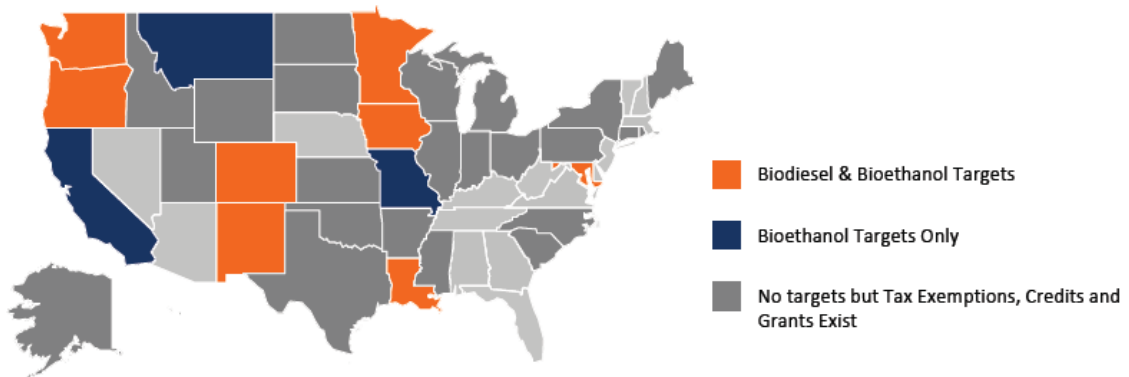 Biodiesel & Bioethanol Targets
Bioethanol Targets Only
No targets but Tax Exemptions, Credits and
Grants Exist